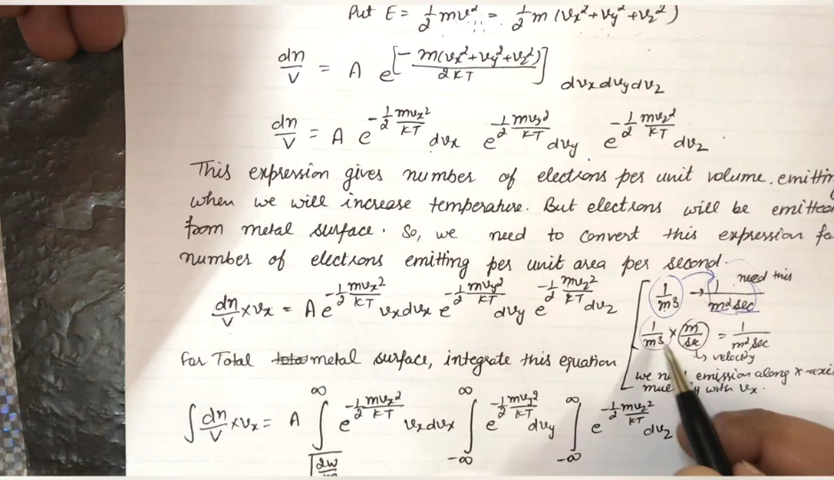 Put E = 1/2 mv² = 1/2 m (vx² + vy² + vz²)
dn/V = A e^[- m(vx²+vy²+vz²)/2KT] dvx dvy dvz
dn/V = A e^(-1/2 mvx²/KT) dvx e^(-1/2 mvy²/KT) dvy e^(-1/2 mvz²/KT) dvz
This expression gives number of electrons per unit volume emittin
when we will increase temperature. But electrons will be emitted
from metal surface. So, we need to convert this expression fo
number of electrons emitting per unit area per second.
dn/V × vx = A e^(-1/2 mvx²/KT) vx dvx e^(-1/2 mvy²/KT) dvy e^(-1/2 mvz²/KT) dvz
For Total metal surface, integrate this equation
∫ dn/V × vx = A ∫_√(2W/)^∞ e^(-1/2 mvx²/KT) vx dvx ∫_-∞^∞ e^(-1/2 mvy²/KT) dvy ∫_-∞^∞ e^(-1/2 mvz²/KT) dvz
need this
1/m3 → 1/m² sec
1/m3 × m/sec = 1/m² sec
velocity
we emission along x-axi
with vx.